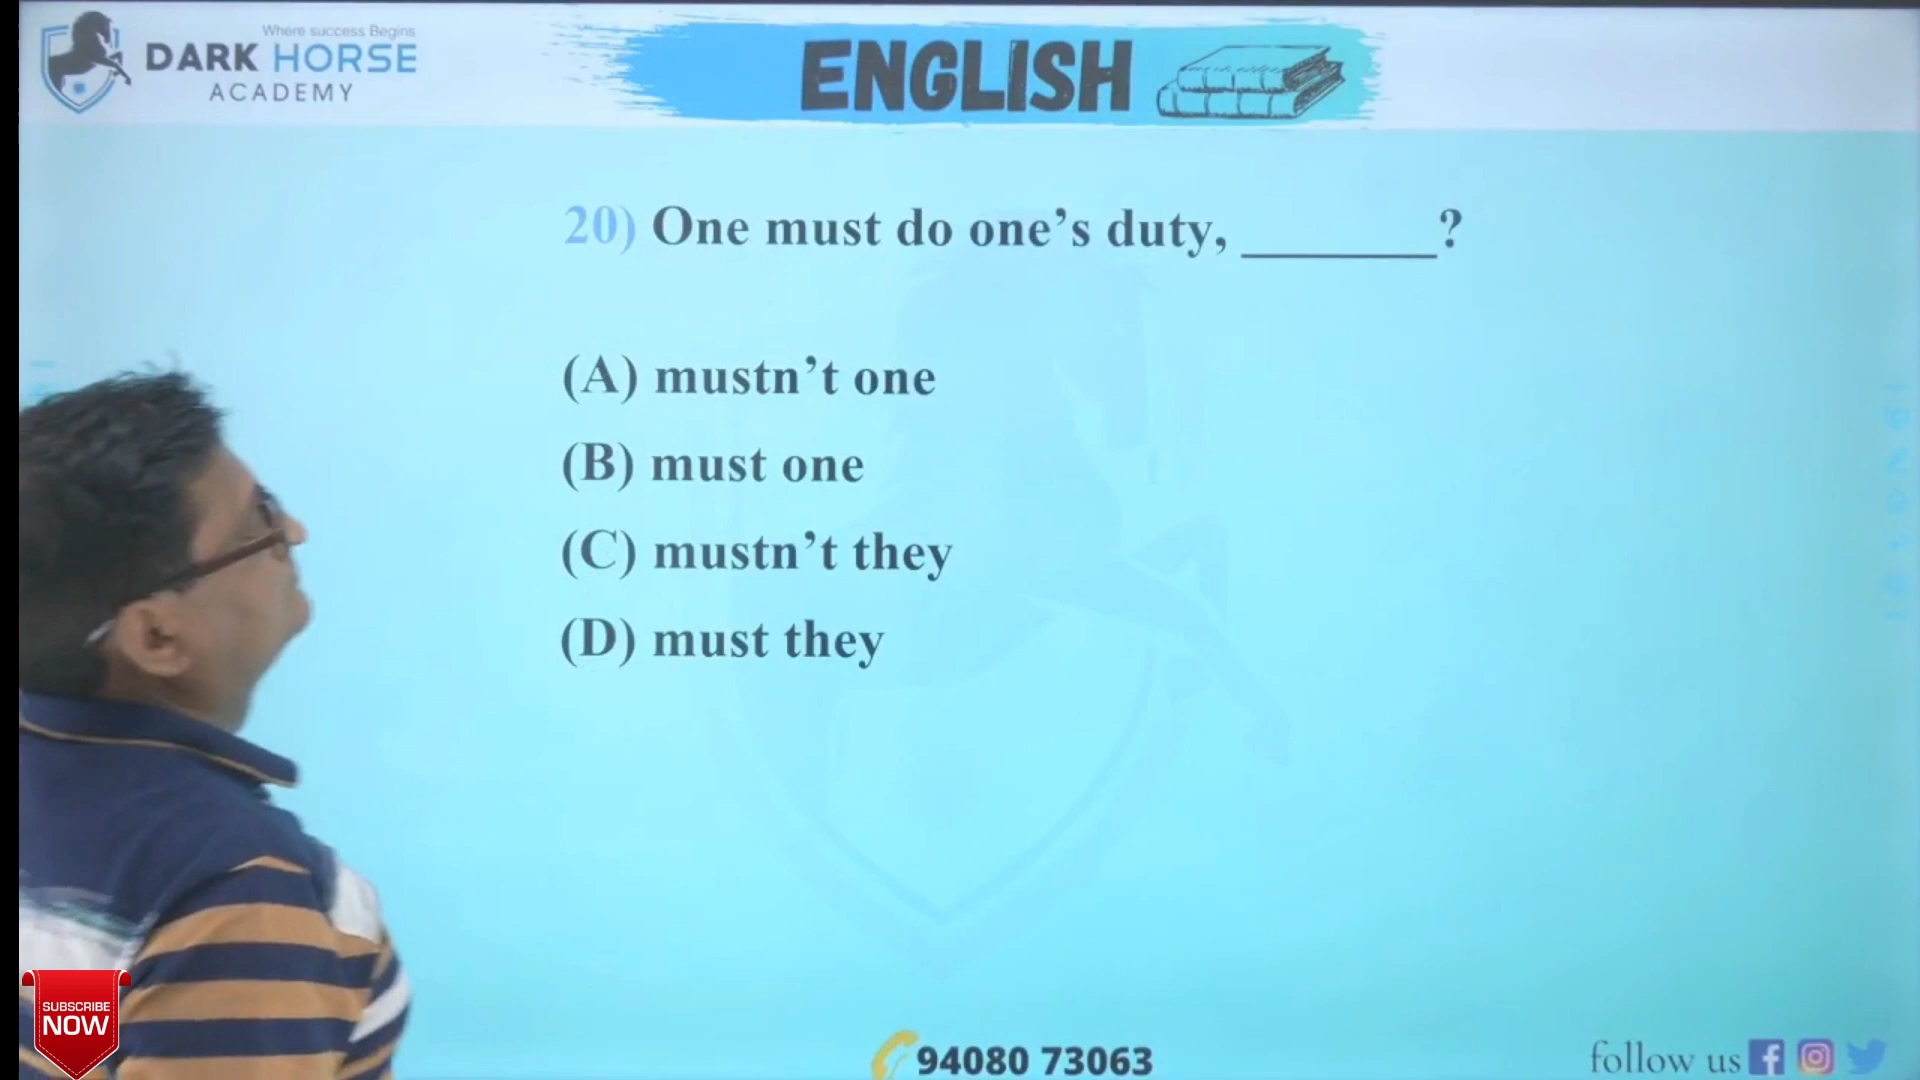 Where success Begins
DARK HORSE
ACADEMY
ENGLISH
20) One must do one’s duty, ________?
(A) mustn’t one
(B) must one
(C) mustn’t they
(D) must they
SUBSCRIBE
NOW
94080 73063
follow us